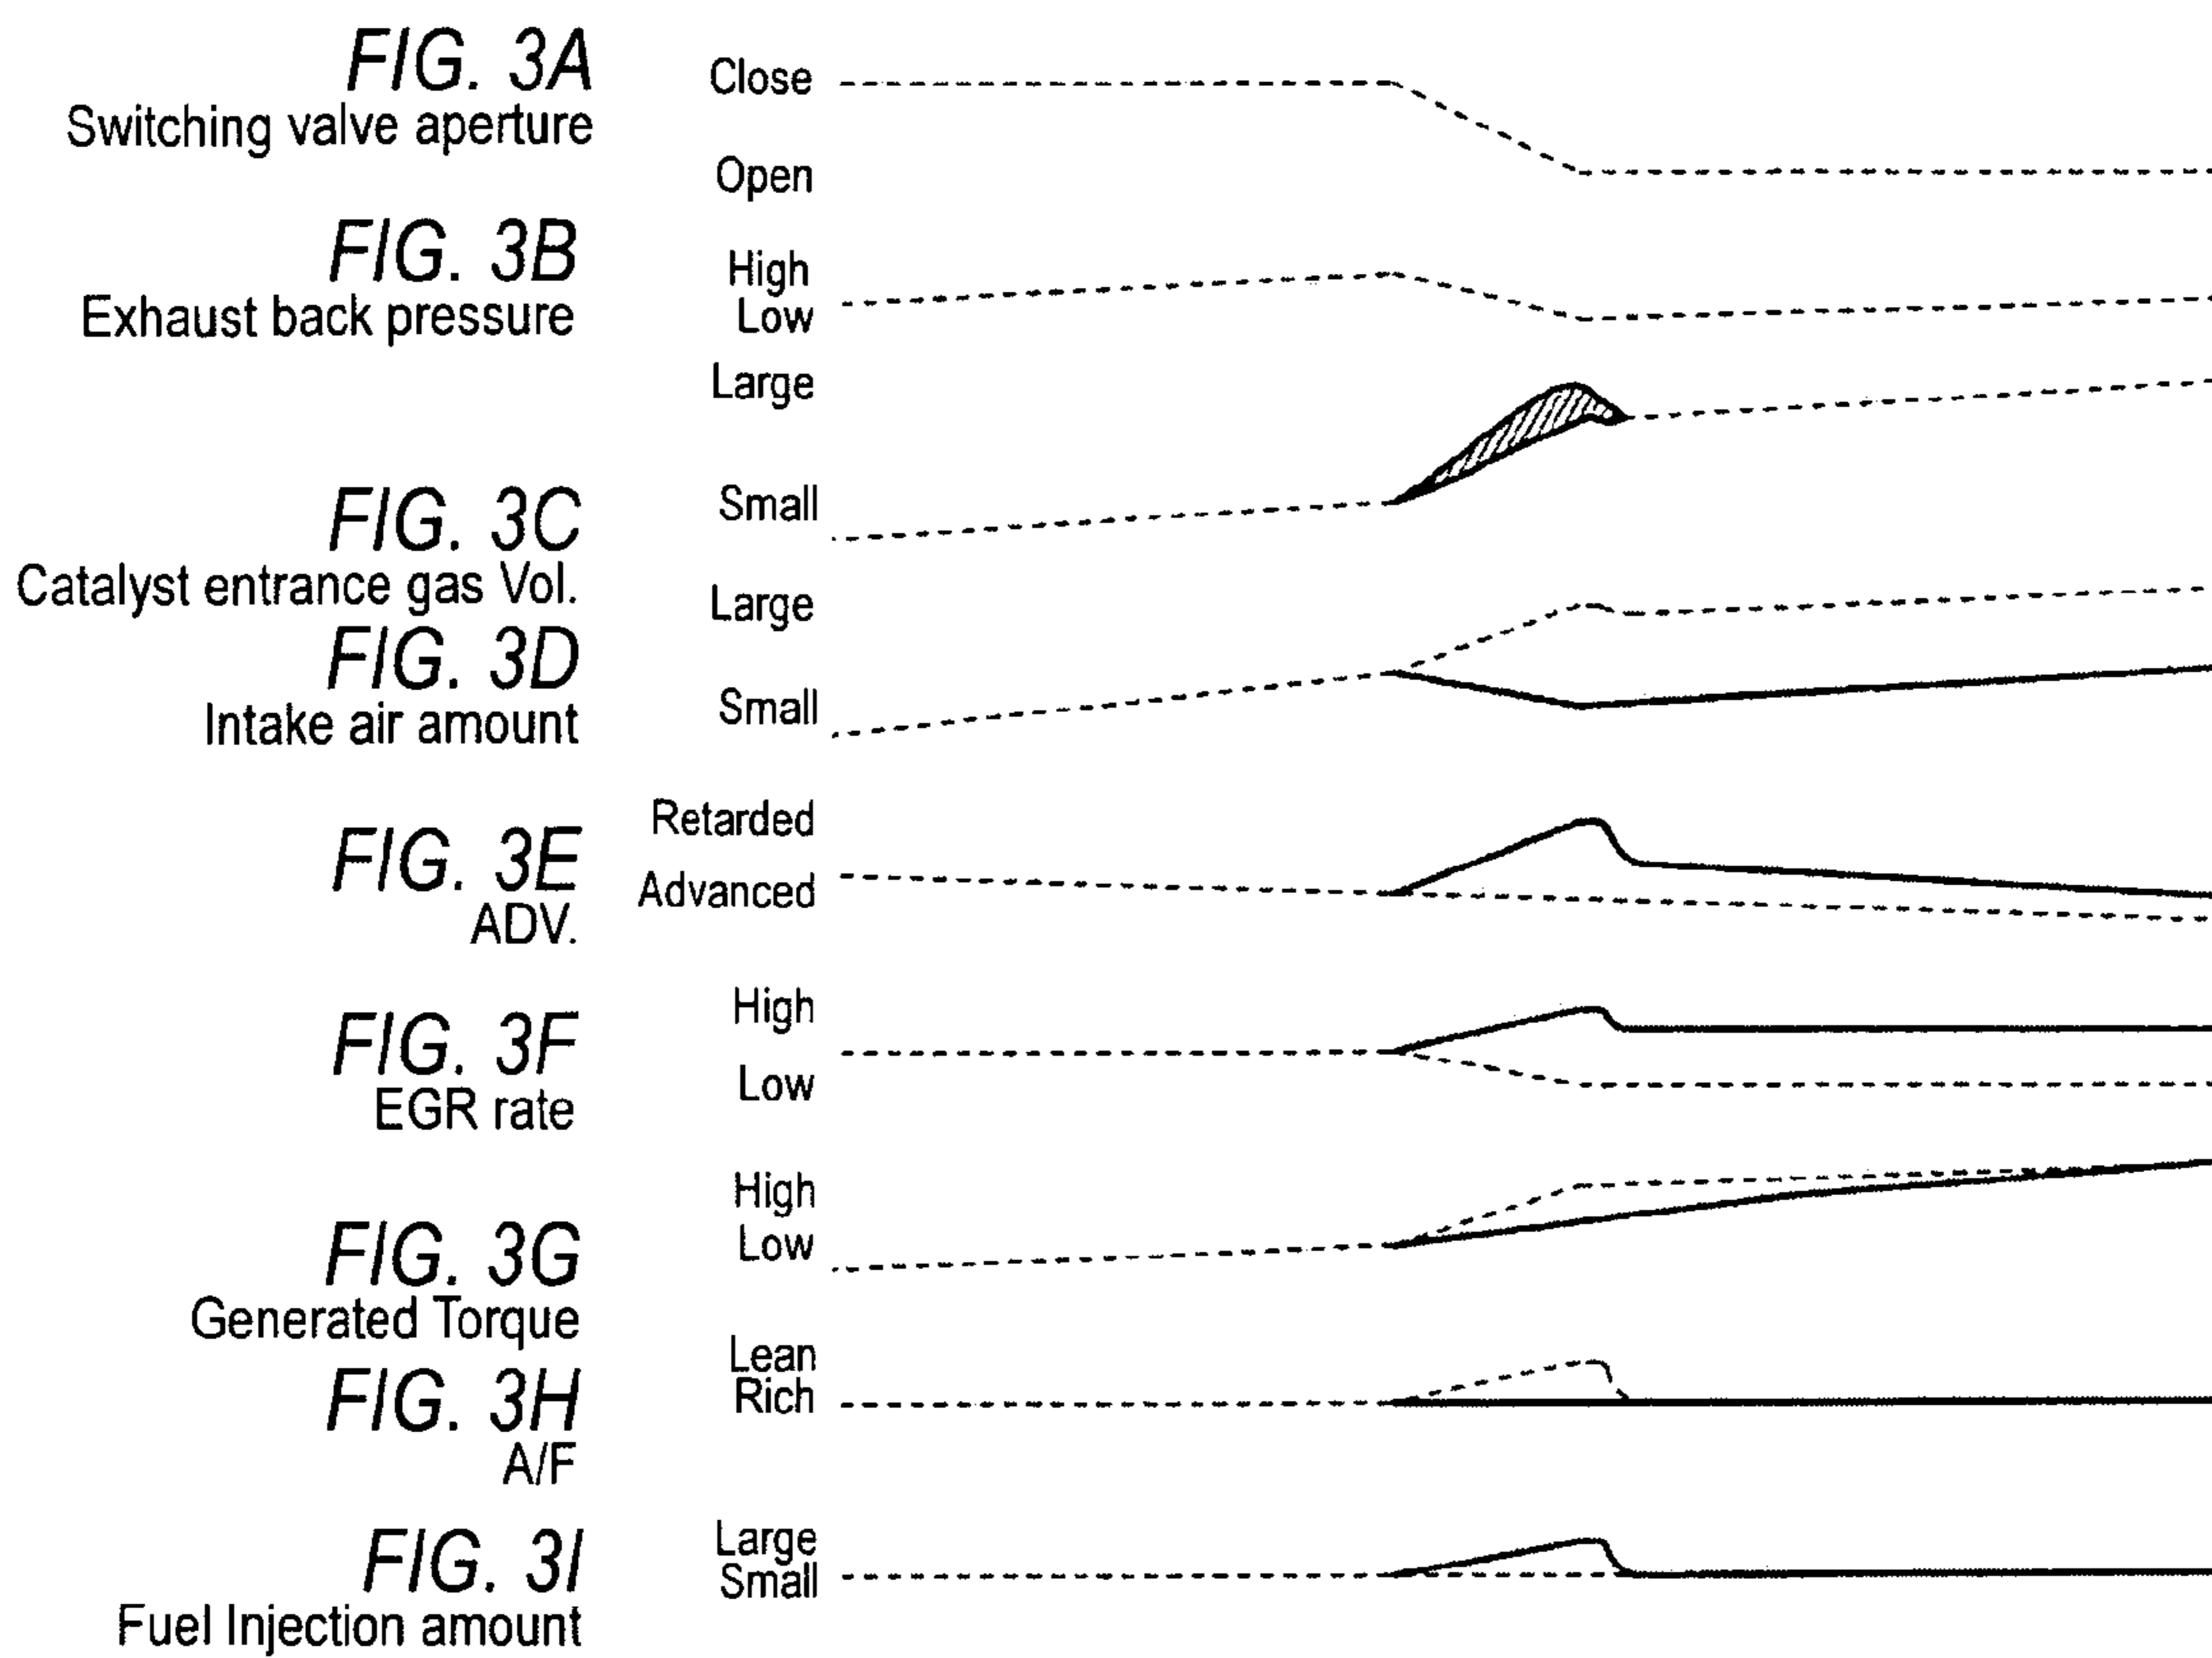 FIG. 3A
Switching valve aperture
Close
Open
FIG. 3B
Exhaust back pressure
High
Low
FIG. 3C
Catalyst entrance gas Vol.
Large
Small
FIG. 3D
Intake air amount
Large
Small
FIG. 3E
ADV.
Retarded
Advanced
FIG. 3F
EGR rate
High
Low
FIG. 3G
Generated Torque
High
Low
FIG. 3H
A/F
Lean
Rich
FIG. 3I
Fuel Injection amount
Large
Small